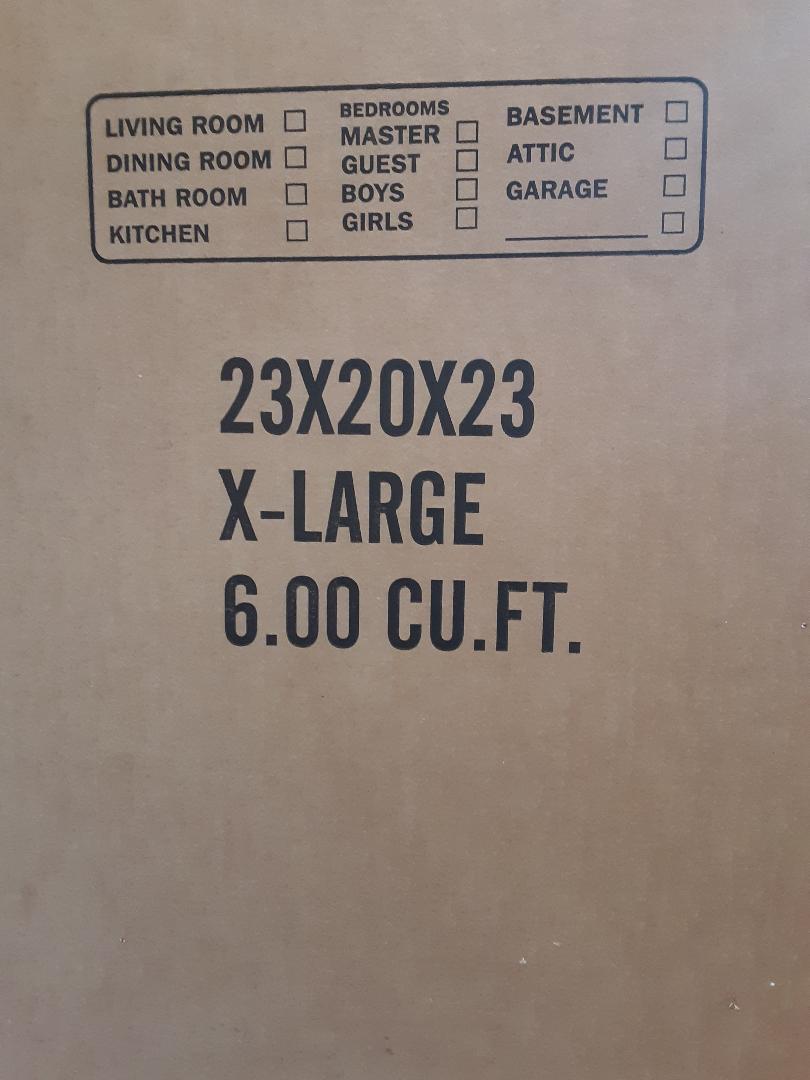 LIVING ROOM
DINING ROOM
BATH ROOM
KITCHEN
BEDROOMS
MASTER
GUEST
BOYS
GIRLS
BASEMENT
ATTIC
GARAGE
23X20X23
X-LARGE
6.00 CU.FT.